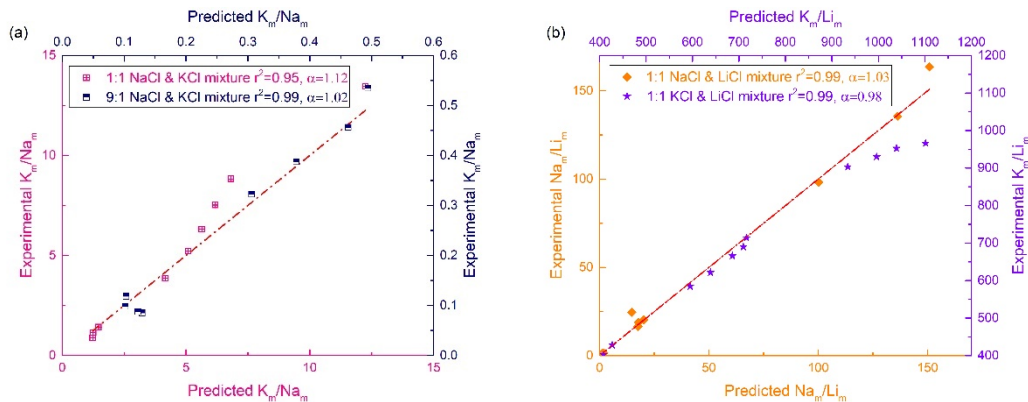 Predicted Km/Nam
(a)
0.0 0.1 0.2 0.3 0.4 0.5 0.6
15 10 5 0
Experimental Km/Nam
1:1 NaCl & KCl mixture r²=0.95, α=1.12
9:1 NaCl & KCl mixture r²=0.99, α=1.02
0.6 0.5 0.4 0.3 0.2 0.1 0.0
Experimental Km/Nam
0 5 10 15
Predicted Km/Nam
Predicted Km/Lim
(b)
400 500 600 700 800 900 1000 1100 1200
150 100 50 0
Experimental Nam/Lim
1:1 NaCl & LiCl mixture r²=0.99, α=1.03
1:1 KCl & LiCl mixture r²=0.99, α=0.98
1200 1100 1000 900 800 700 600 500 400
Experimental Km/Lim
0 50 100 150
Predicted Nam/Lim